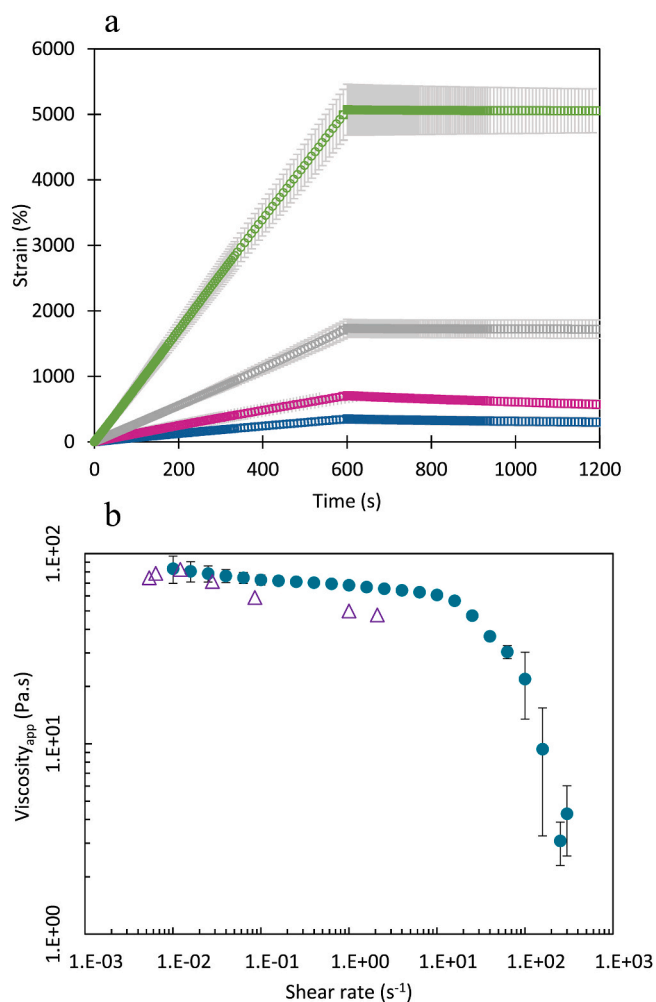 a
6000
5000
4000
3000
2000
1000
0
Strain (%)
0 200 400 600 800 1000 1200
Time (s)
b
1.E+02
1.E+01
1.E+00
Viscosityapp (Pa.s)
1.E-03 1.E-02 1.E-01 1.E+00 1.E+01 1.E+02 1.E+03
Shear rate (s-1)